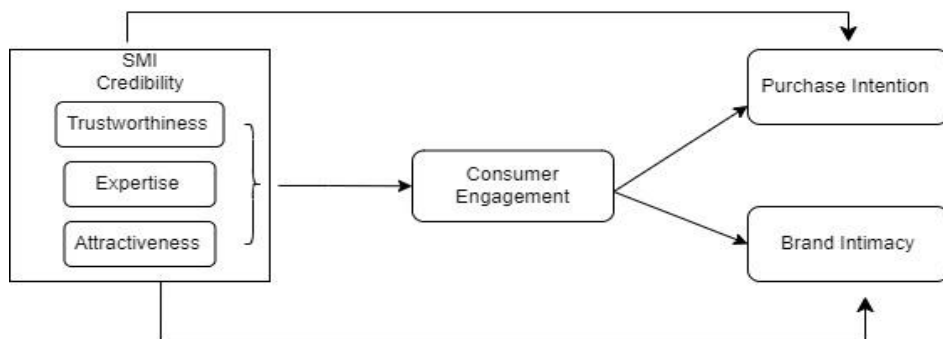 SMI
Credibility
Trustworthiness
Expertise
Attractiveness
Consumer
Engagement
Purchase Intention
Brand Intimacy